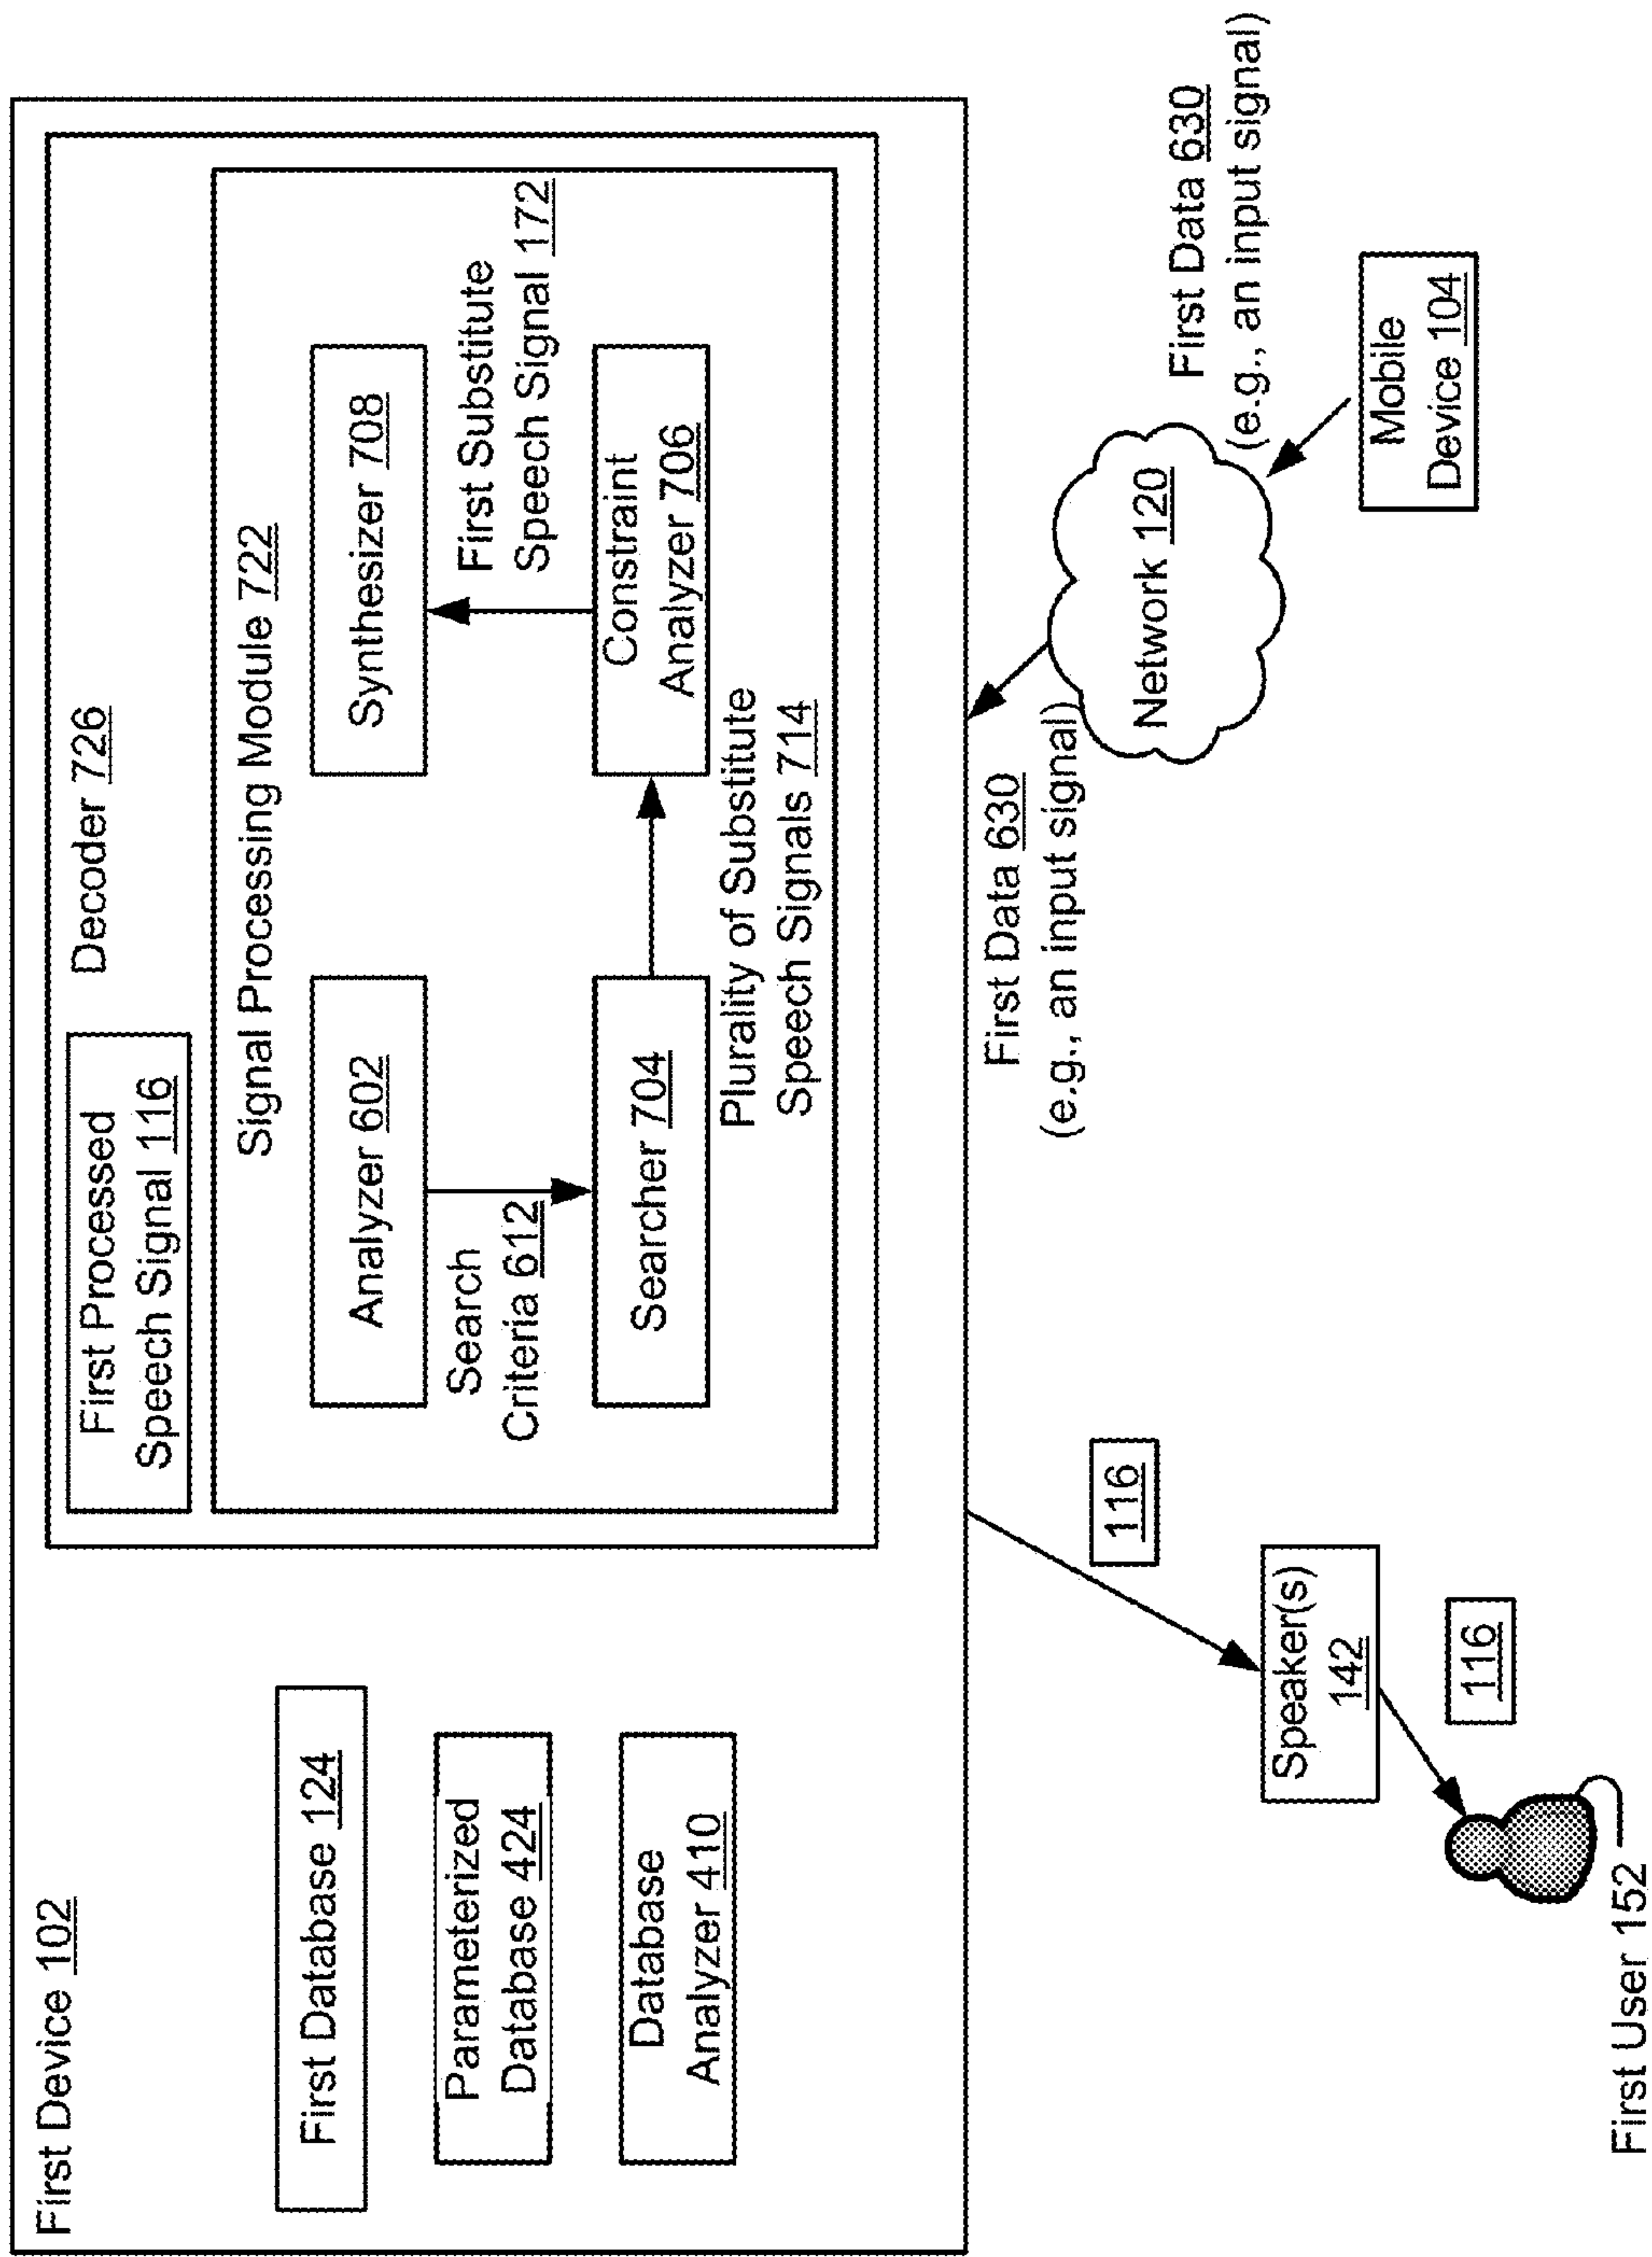 First Device 102
First Database 124
Parameterized
Database 424
Database
Analyzer 410
Decoder 726
First Processed
Speech Signal 116
Signal Processing Module 722
Analyzer 602
Search
Criteria 612
Searcher 704
Plurality of Substitute
Speech Signals 714
Synthesizer 708
First Substitute
Speech Signal 172
Constraint
Analyzer 706
116
Speaker(s)
142
116
First User 152
First Data 630
(e.g., an input signal)
Network 120
First Data 630
(e.g., an input signal)
Mobile
Device 104